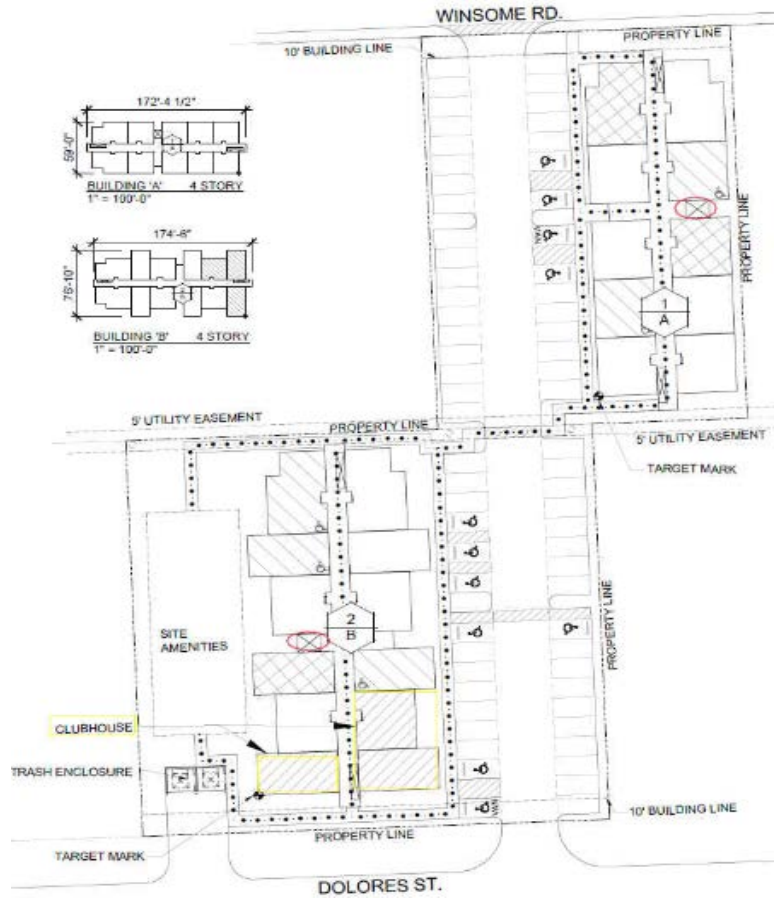 WINSOME RD.
10' BUILDING LINE
PROPERTY LINE
172'-4 1/2"
59'-0"
BUILDING 'A' 4 STORY
1" = 100'-0"
174'-6"
76'-10"
BUILDING 'B' 4 STORY
1" = 100'-0"
VAN
PROPERTY LINE
1
A
5' UTILITY EASEMENT
PROPERTY LINE
5' UTILITY EASEMENT
TARGET MARK
SITE
AMENITIES
2
B
PROPERTY LINE
CLUBHOUSE
TRASH ENCLOSURE
VAN
10' BUILDING LINE
PROPERTY LINE
TARGET MARK
DOLORES ST.